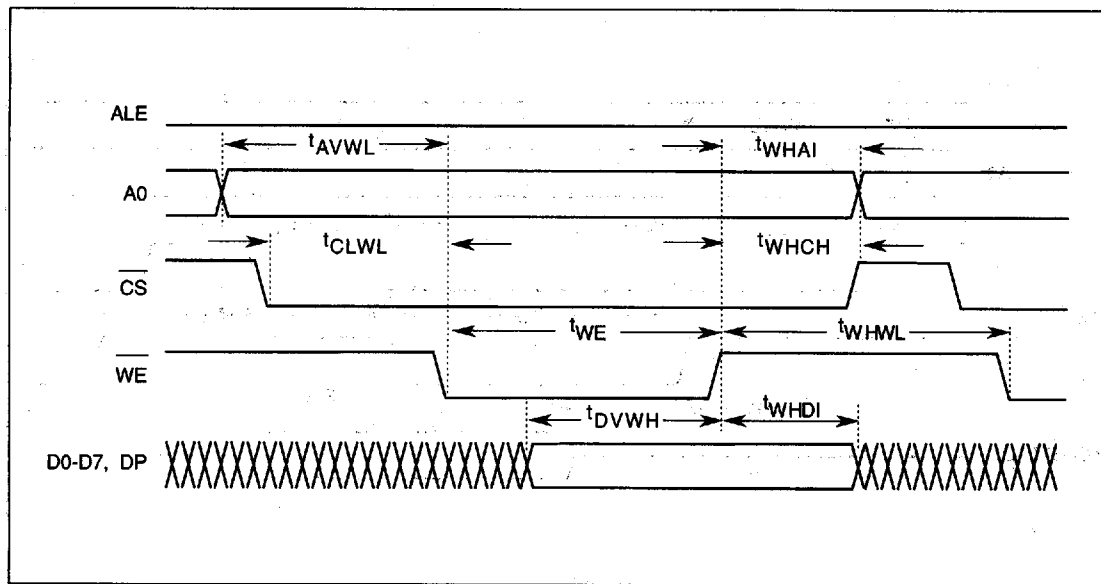 ALE
tAVWL tWHAI
A0
tCLWL tWHCH
CS
tWE tWHWL
WE
tDVWH tWHDI
D0-D7, DP